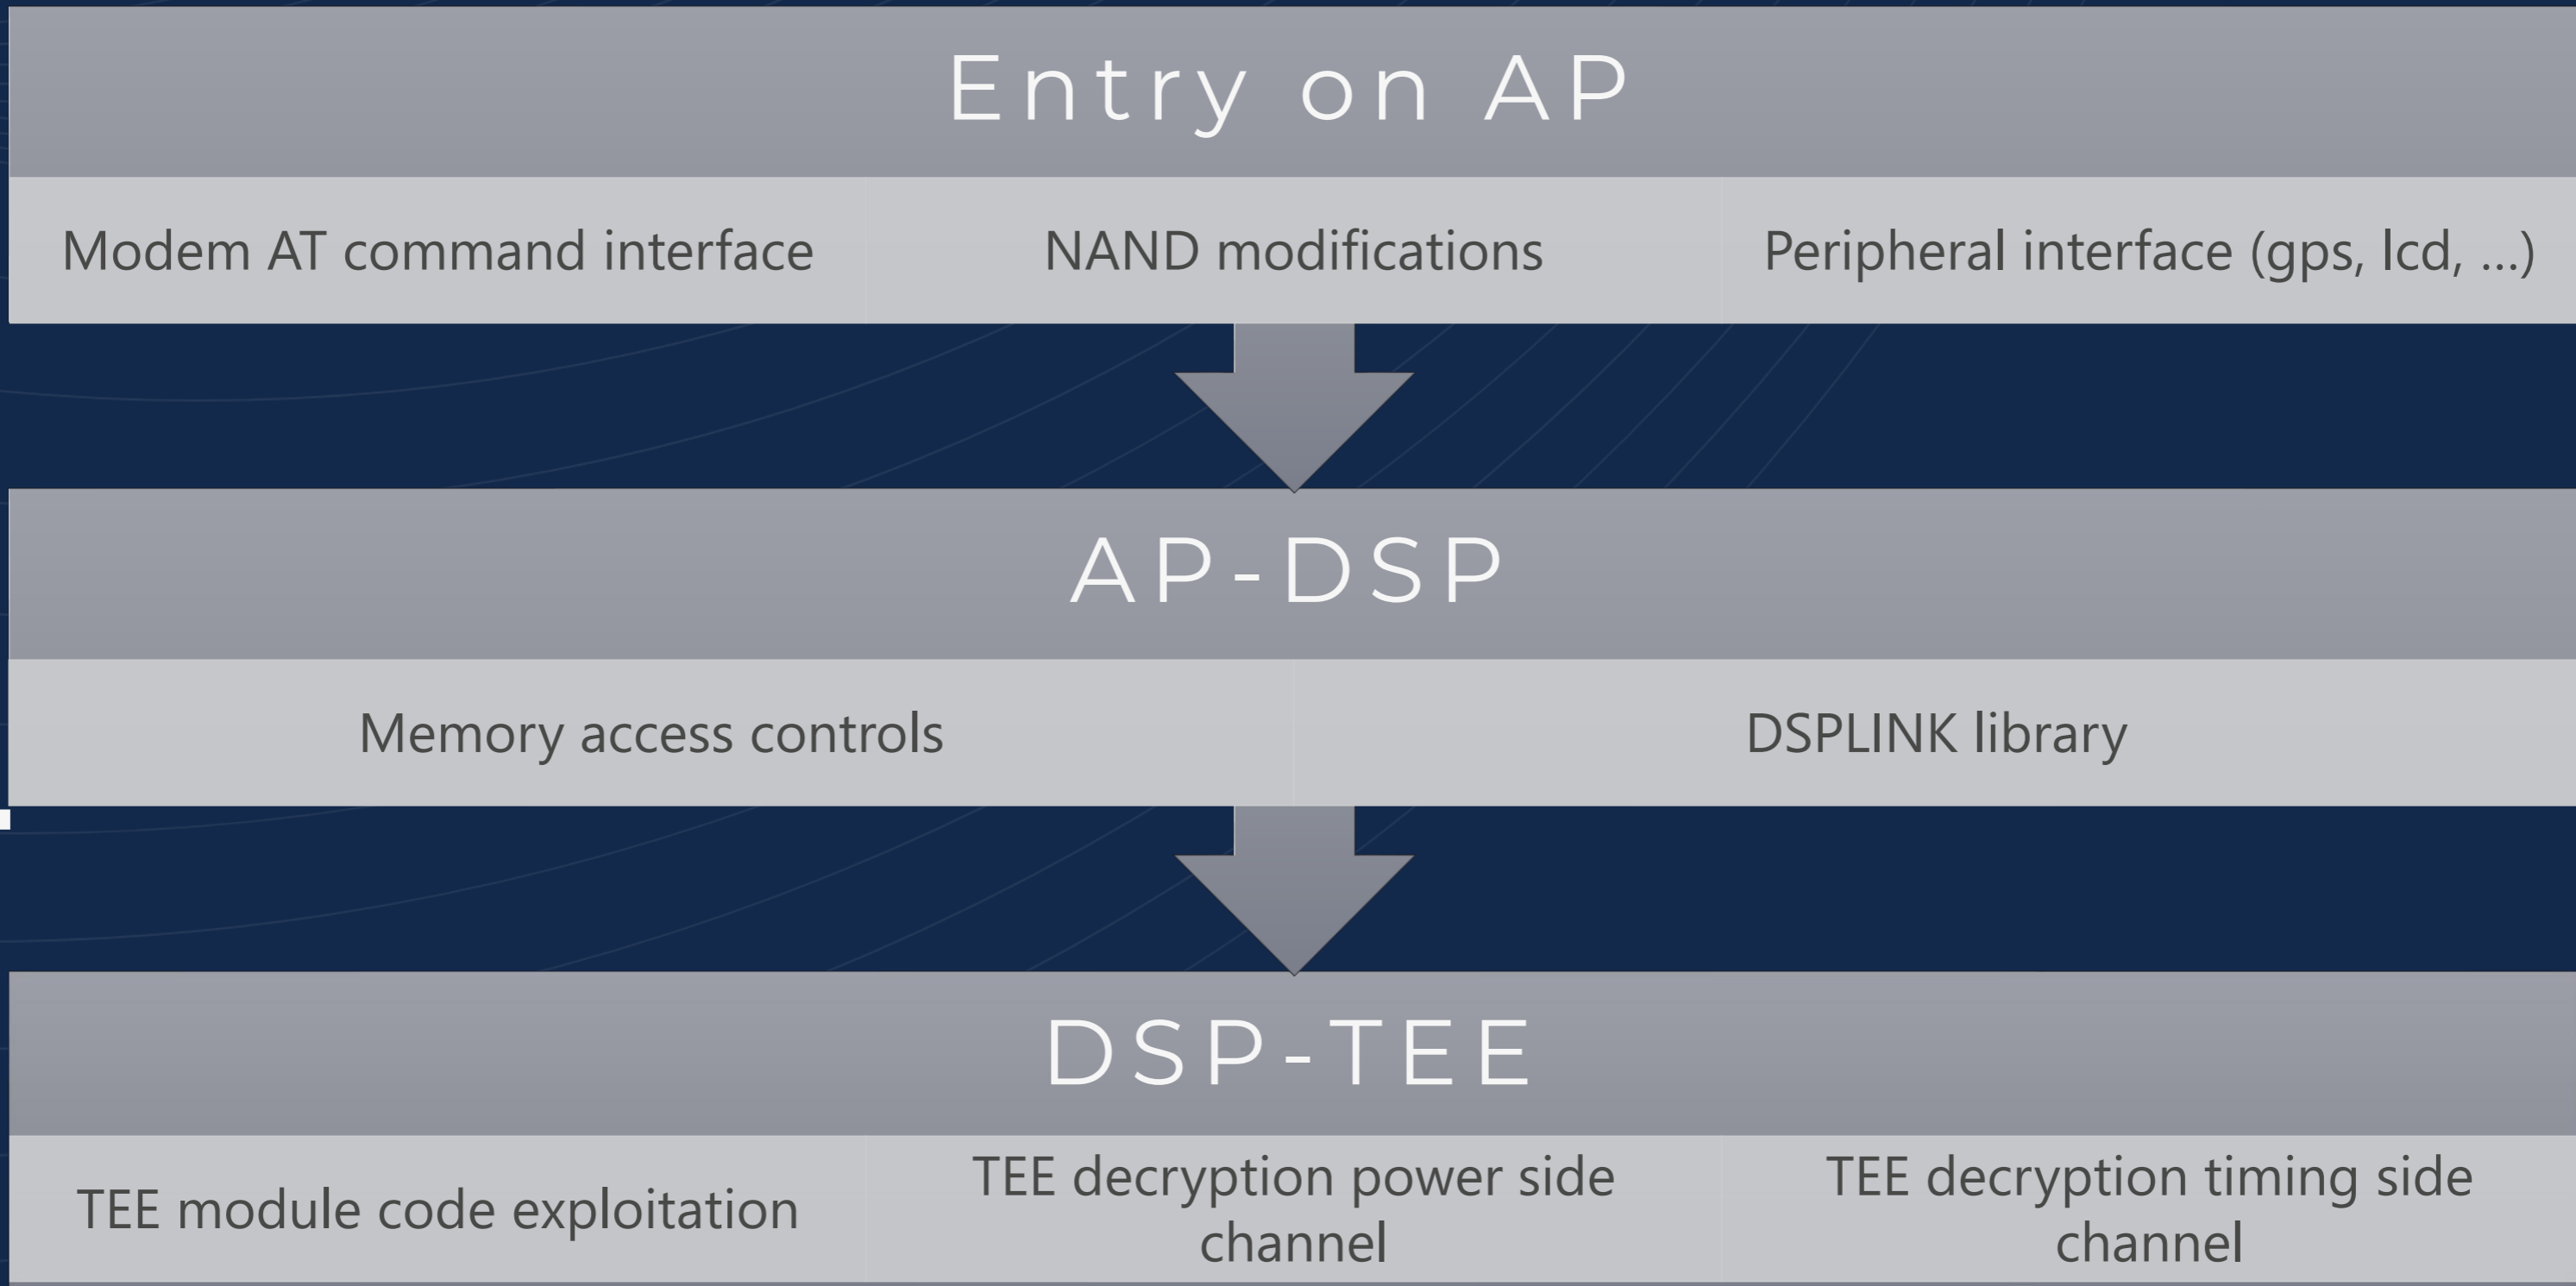 Entry on AP
Modem AT command interface
NAND modifications
Peripheral interface (gps, lcd, ...)
AP-DSP
Memory access controls
DSPLINK library
DSP-TEE
TEE module code exploitation
TEE decryption power side
channel
TEE decryption timing side
channel